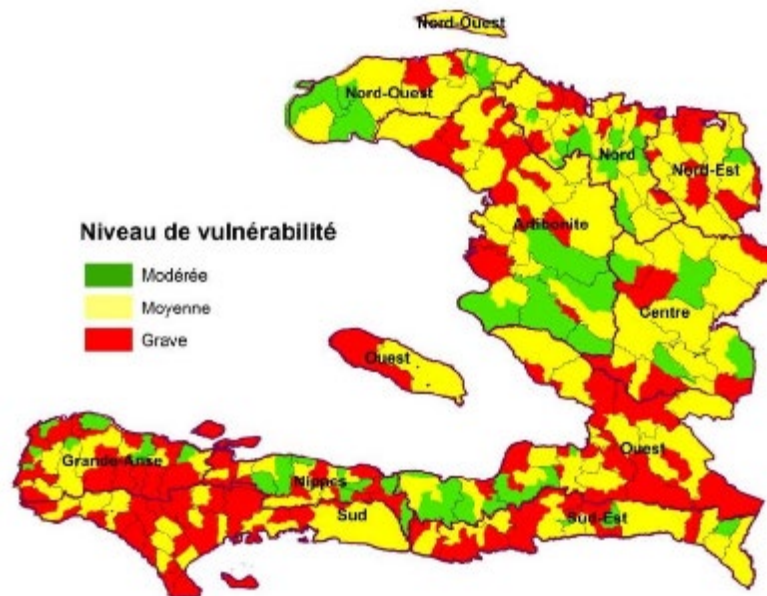 Nord-Ouest
Nord-Ouest
Nord
Nord-Est
Artibonite
Niveau de vulnérabilité
Modérée
Moyenne
Grave
Centre
Ouest
Ouest
Grande-Anse
Nippes
Sud
Sud-Est